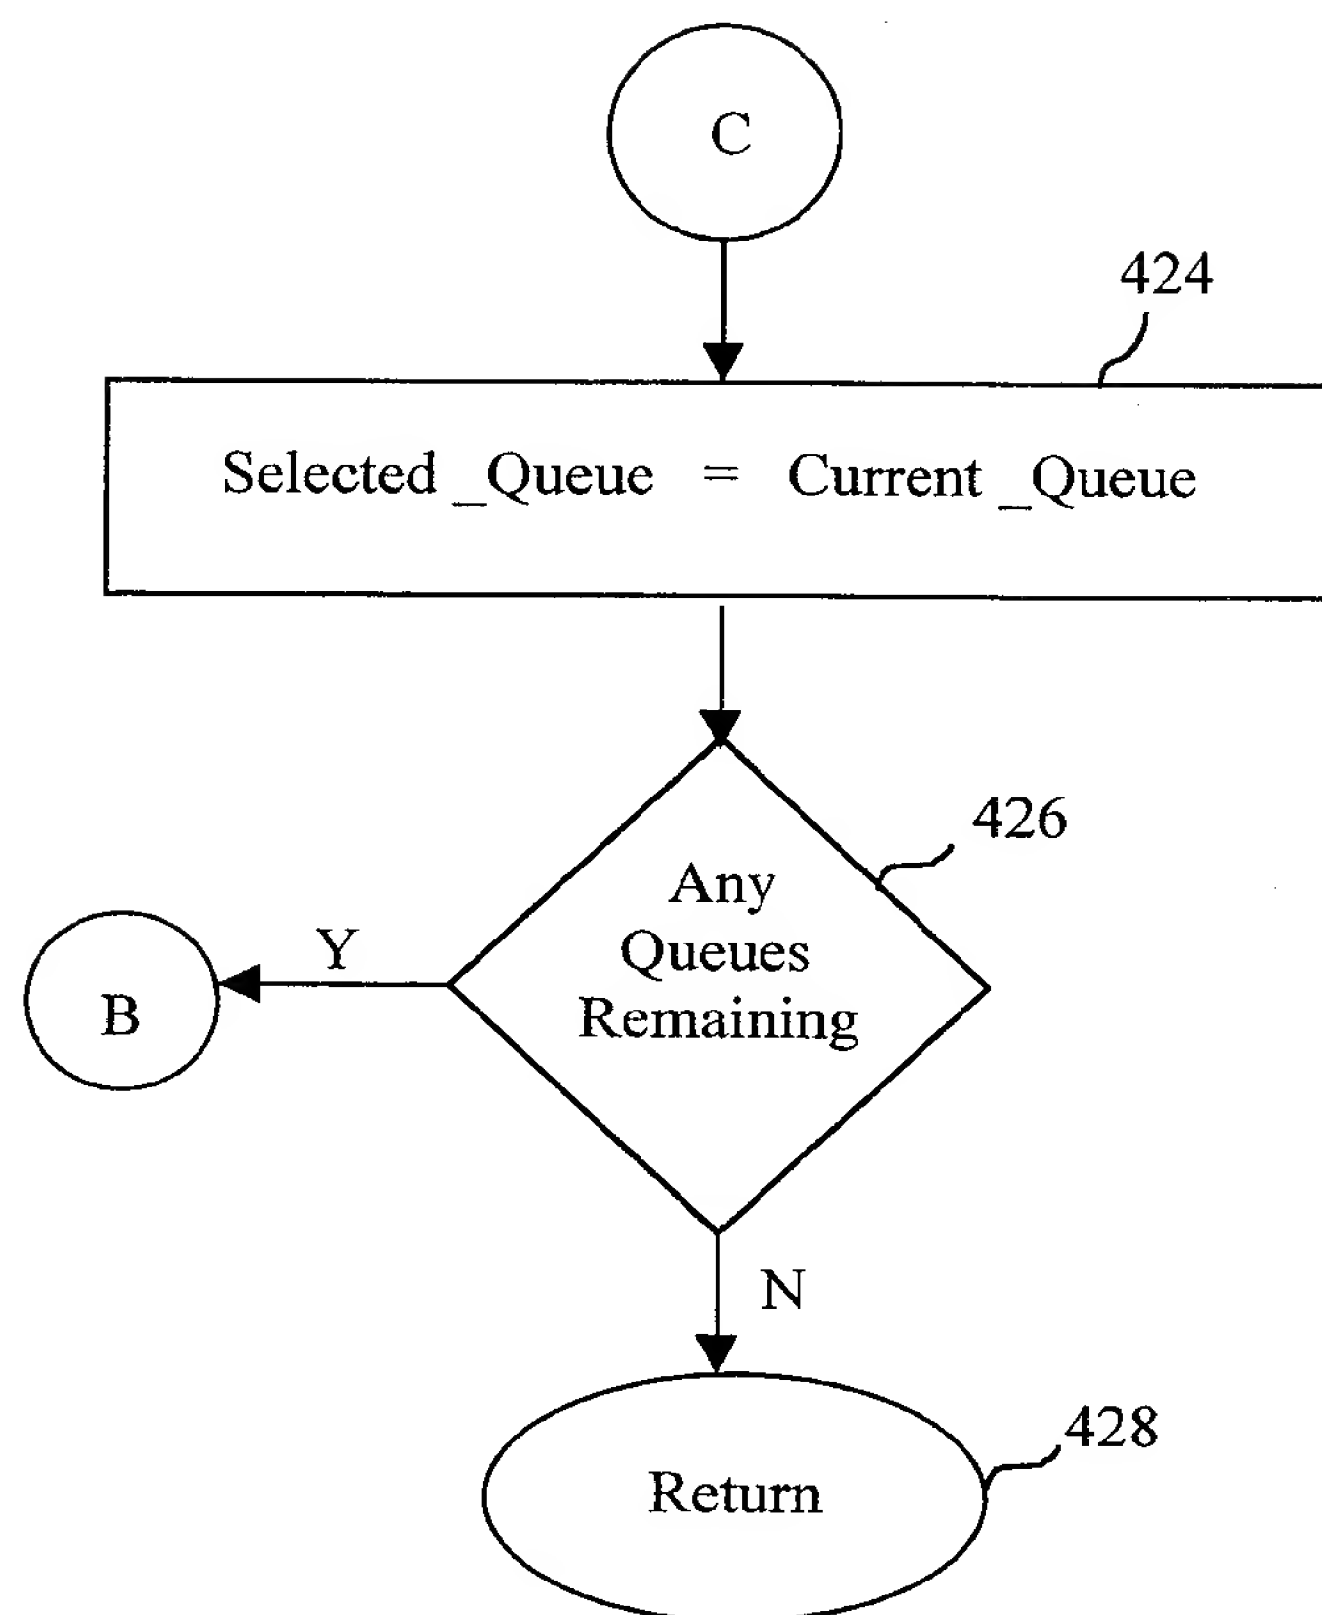 C
424
Selected _Queue = Current _Queue
426
Any
Queues
Remaining
Y
B
N
428
Return